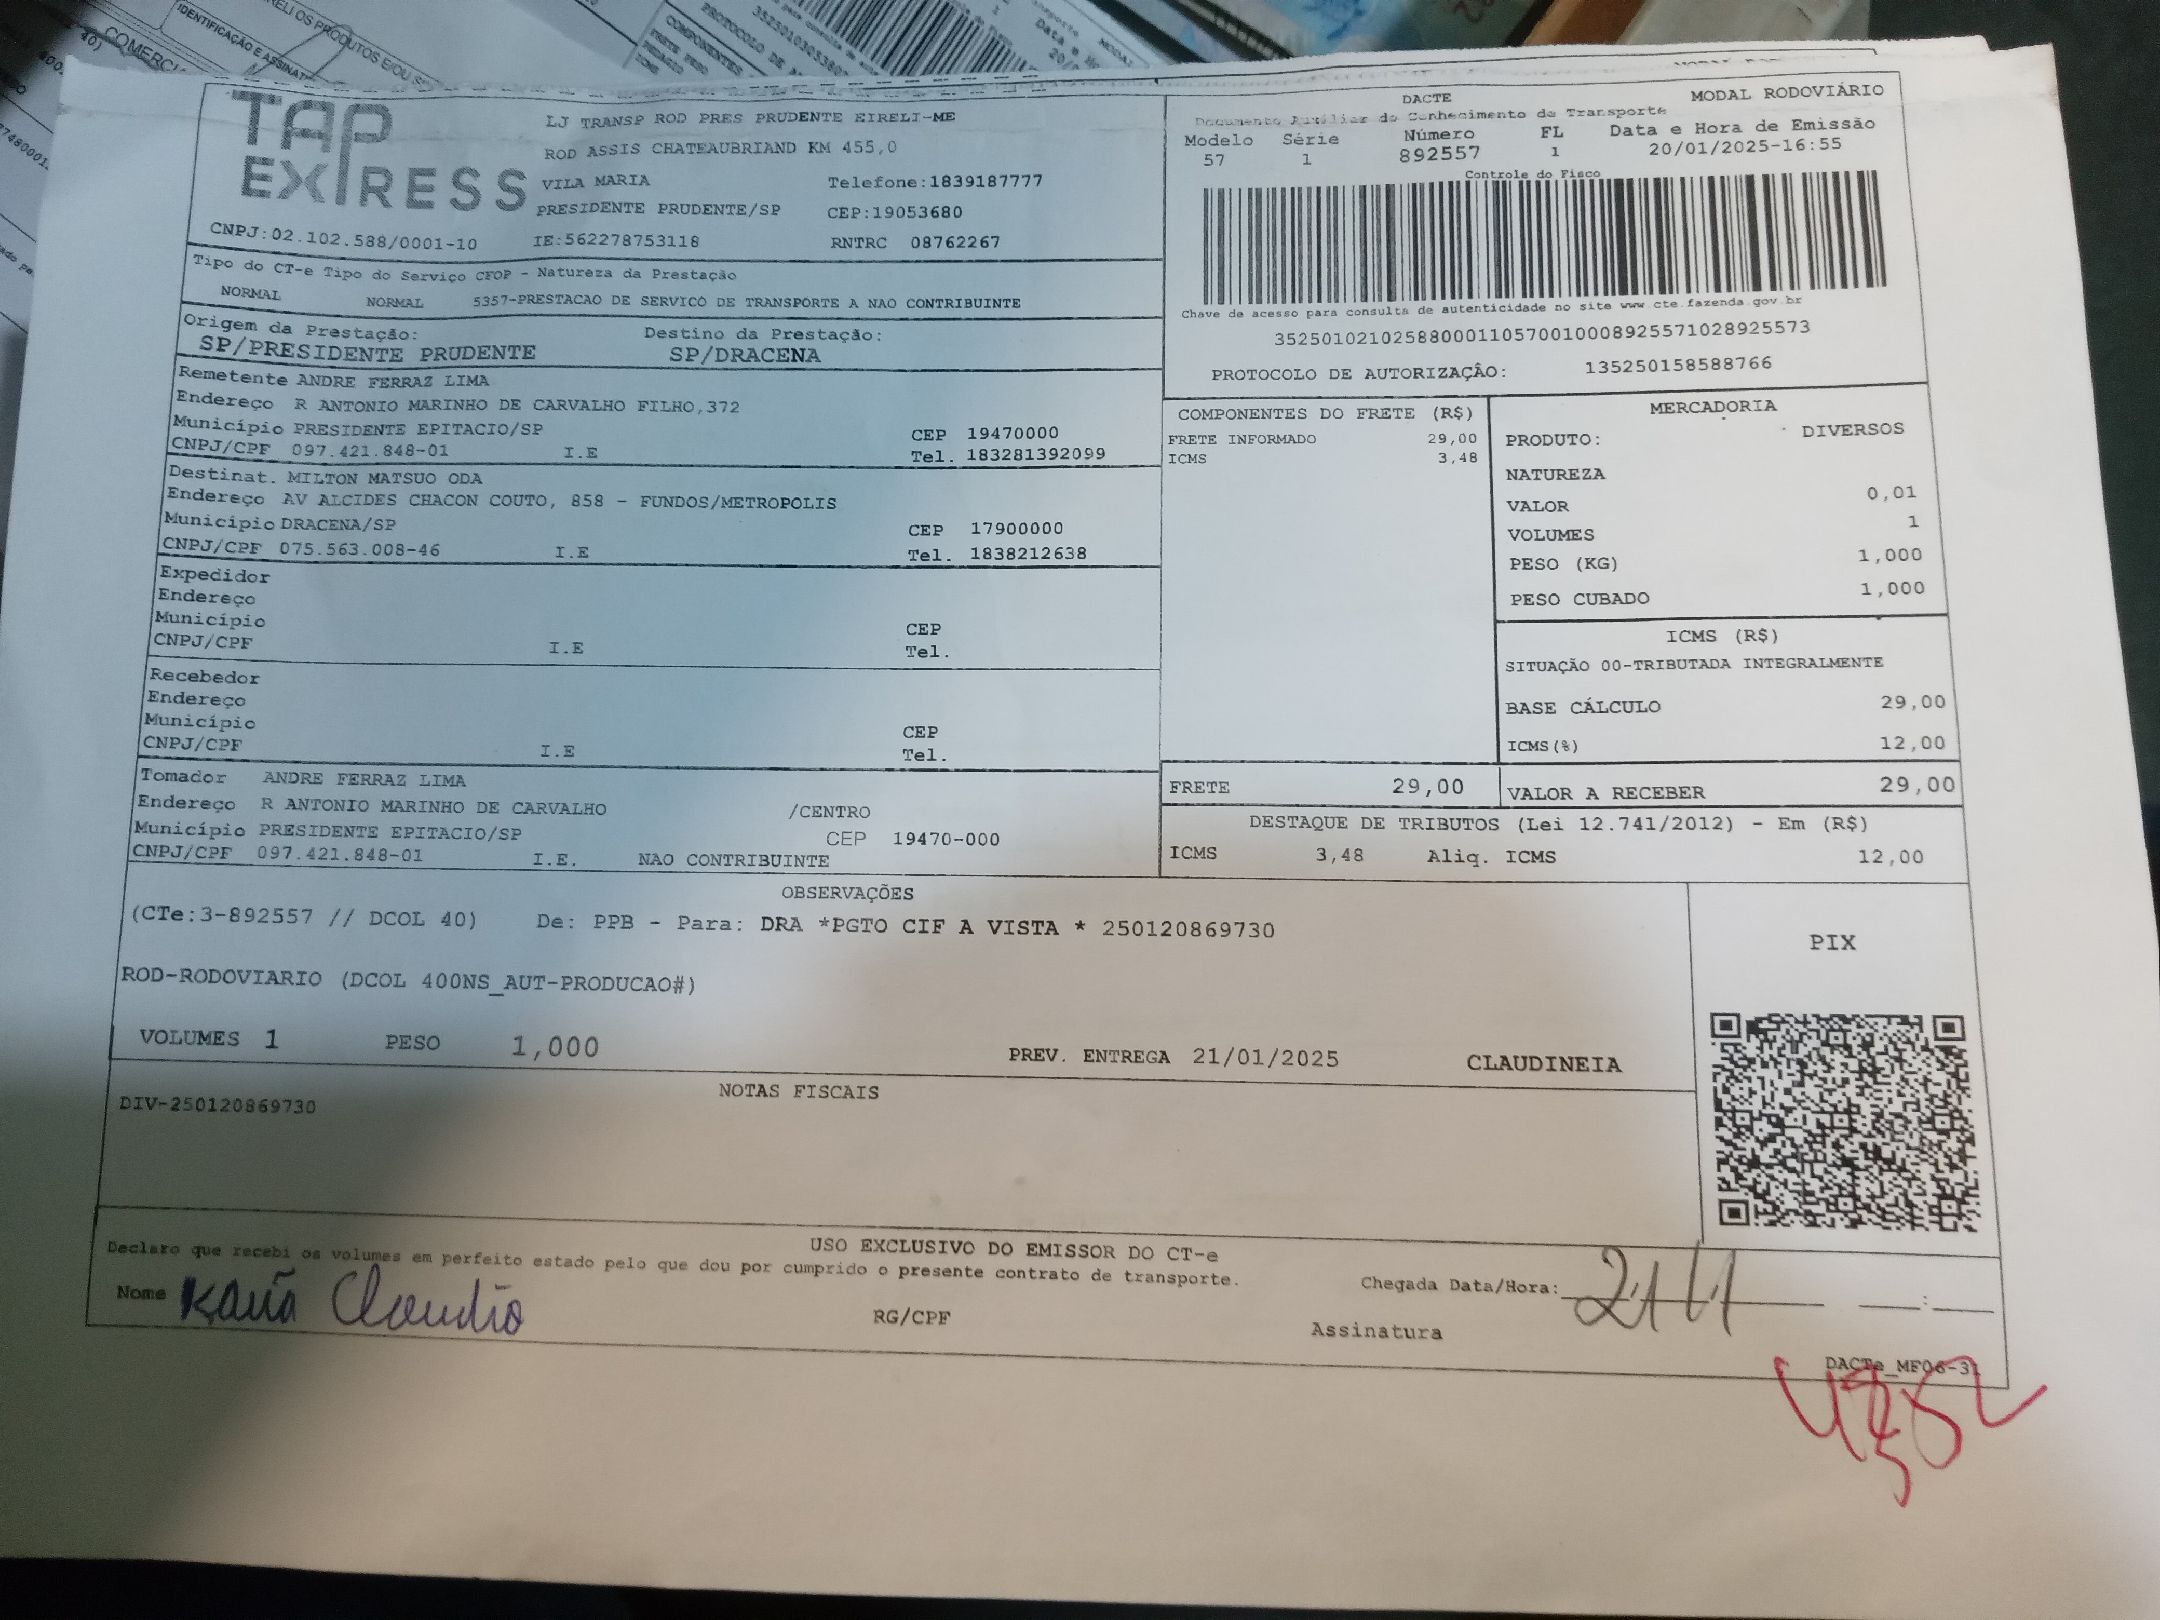 TAP
EXPRESS
LJ TRANSP ROD PRES PRUDENTE EIRELI-ME
ROD ASSIS CHATEAUBRIAND KM 455,0
VILA MARIA Telefone:1839187777
PRESIDENTE PRUDENTE/SP CEP:19053680
CNPJ:02.102.588/0001-10 IE:562278753118 RNTRC 08762267
Tipo do CT-e Tipo do Serviço CFOP - Natureza da Prestação
NORMAL NORMAL 5357-PRESTACAO DE SERVICO DE TRANSPORTE A NAO CONTRIBUINTE
Origem da Prestação: Destino da Prestação:
SP/PRESIDENTE PRUDENTE SP/DRACENA
Remetente ANDRE FERRAZ LIMA
Endereço R ANTONIO MARINHO DE CARVALHO FILHO,372
Município PRESIDENTE EPITACIO/SP CEP 19470000
CNPJ/CPF 097.421.848-01 I.E Tel. 183281392099
Destinat. MILTON MATSUO ODA
Endereço AV ALCIDES CHACON COUTO, 858 - FUNDOS/METROPOLIS
Município DRACENA/SP CEP 17900000
CNPJ/CPF 075.563.008-46 I.E Tel. 1838212638
Expedidor
Endereço
Município CEP
CNPJ/CPF I.E Tel.
Recebedor
Endereço
Município CEP
CNPJ/CPF I.E Tel.
Tomador ANDRE FERRAZ LIMA
Endereço R ANTONIO MARINHO DE CARVALHO /CENTRO
Município PRESIDENTE EPITACIO/SP CEP 19470-000
CNPJ/CPF 097.421.848-01 I.E. NAO CONTRIBUINTE
DACTE MODAL RODOVIÁRIO
Documento Auxiliar do Conhecimento de Transporte
Modelo Série Número FL Data e Hora de Emissão
57 1 892557 1 20/01/2025-16:55
Controle do Fisco
Chave de acesso para consulta de autenticidade no site www.cte.fazenda.gov.br
35250102102588000110570010008925571028925573
PROTOCOLO DE AUTORIZAÇÃO: 135250158588766
COMPONENTES DO FRETE (R$)
FRETE INFORMADO 29,00
ICMS 3,48
MERCADORIA
PRODUTO: DIVERSOS
NATUREZA
VALOR 0,01
VOLUMES 1
PESO (KG) 1,000
PESO CUBADO 1,000
ICMS (R$)
SITUAÇÃO 00-TRIBUTADA INTEGRALMENTE
BASE CÁLCULO 29,00
ICMS(%) 12,00
FRETE 29,00 VALOR A RECEBER 29,00
DESTAQUE DE TRIBUTOS (Lei 12.741/2012) - Em (R$)
ICMS 3,48 Aliq. ICMS 12,00
OBSERVAÇÕES
(CTe:3-892557 // DCOL 40) De: PPB - Para: DRA *PGTO CIF A VISTA * 250120869730
ROD-RODOVIARIO (DCOL 400NS_AUT-PRODUCAO#)
VOLUMES 1 PESO 1,000 PREV. ENTREGA 21/01/2025 CLAUDINEIA
PIX
NOTAS FISCAIS
DIV-250120869730
USO EXCLUSIVO DO EMISSOR DO CT-e
Declaro que recebi os volumes em perfeito estado pelo que dou por cumprido o presente contrato de transporte.
Nome Claudio RG/CPF Assinatura
Chegada Data/Hora: